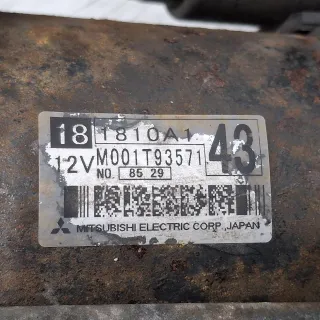 18 1810A1
12V M001T93571 43
NO. 85 29
MITSUBISHI ELECTRIC CORP., JAPAN